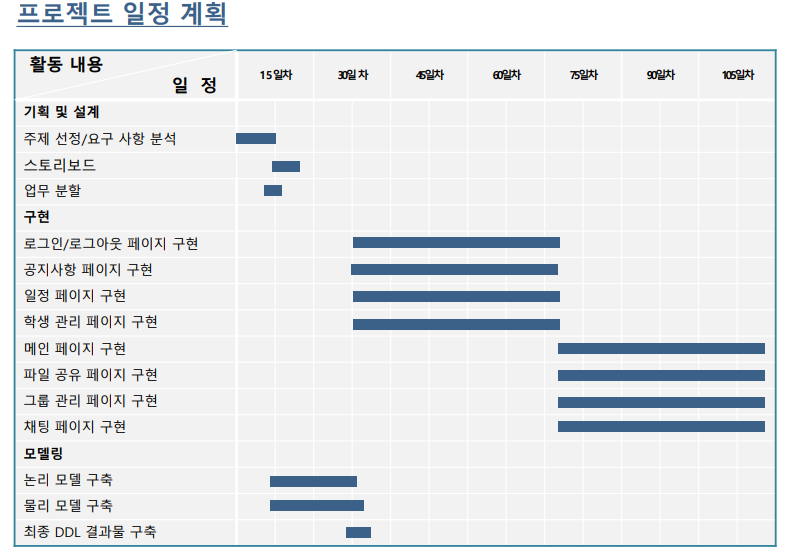 프로젝트 일정 계획
활동 내용
일 정
15일차
30일 차
45일차
60일차
75일차
90일차
105일차
기획 및 설계
주제 선정/요구 사항 분석
스토리보드
업무 분할
구현
로그인/로그아웃 페이지 구현
공지사항 페이지 구현
일정 페이지 구현
학생 관리 페이지 구현
메인 페이지 구현
파일 공유 페이지 구현
그룹 관리 페이지 구현
채팅 페이지 구현
모델링
논리 모델 구축
물리 모델 구축
최종 DDL 결과물 구축